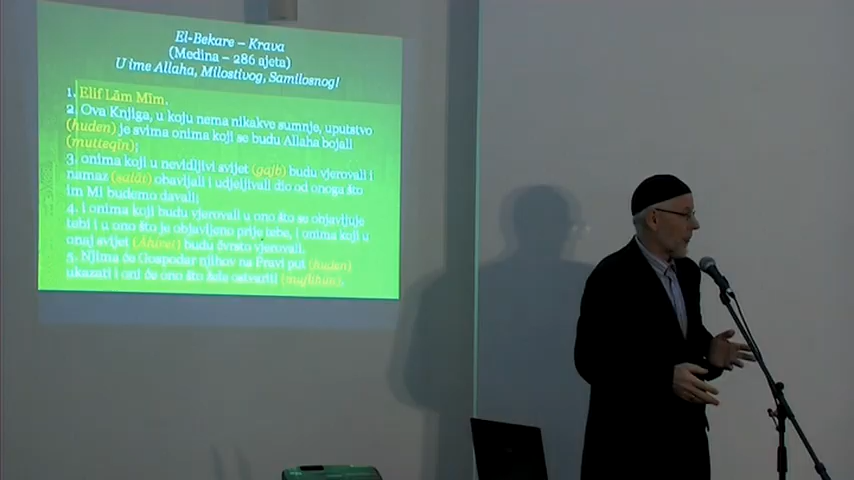 El-Bekare – Krava
(Medina – 286 ajeta)
U ime Allaha, Milostivog, Samilosnog!
1. Elif Lām Mīm.
2. Ova Knjiga, u koju nema nikakve sumnje, uputstvo
(huden) je svima onima koji se budu Allaha bojali
(mutteqīn);
3. onima koji u nevidljivi svijet (gajb) budu vjerovali i
namaz (salāt) obavljali i udjeljivali dio od onoga što
im Mi budemo davali;
4. i onima koji budu vjerovali u ono što se objavljuje
tebi i u ono što je objavljeno prije tebe, i onima koji u
onaj svijet (Āhiret) budu čvrsto vjerovali.
5. Njima će Gospodar njihov na Pravi put (huden)
ukazati i oni će ono što žele ostvariti (muflihūn).